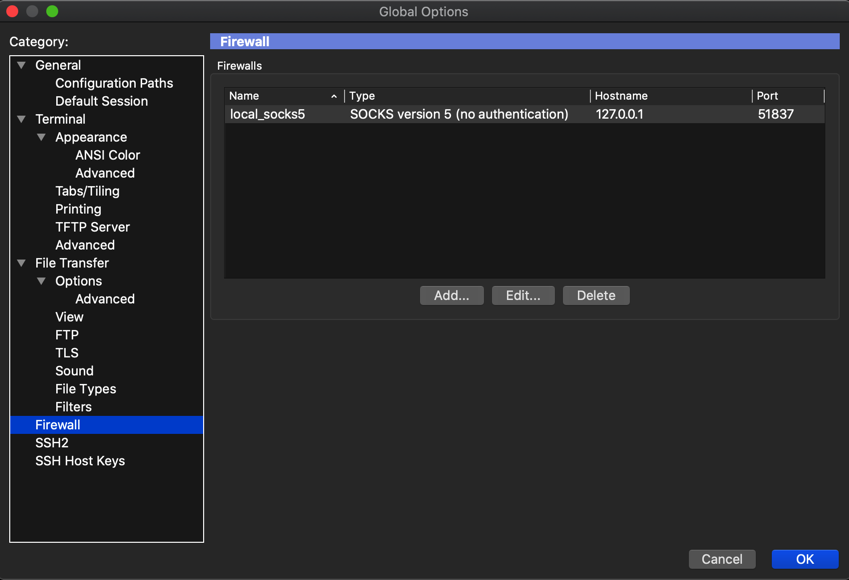 Global Options
Category:
General
Configuration Paths
Default Session
Terminal
Appearance
ANSI Color
Advanced
Tabs/Tiling
Printing
TFTP Server
Advanced
File Transfer
Options
Advanced
View
FTP
TLS
Sound
File Types
Filters
Firewall
SSH2
SSH Host Keys
Firewall
Firewalls
Name Type Hostname Port
local_socks5 SOCKS version 5 (no authentication) 127.0.0.1 51837
Add... Edit... Delete
Cancel OK